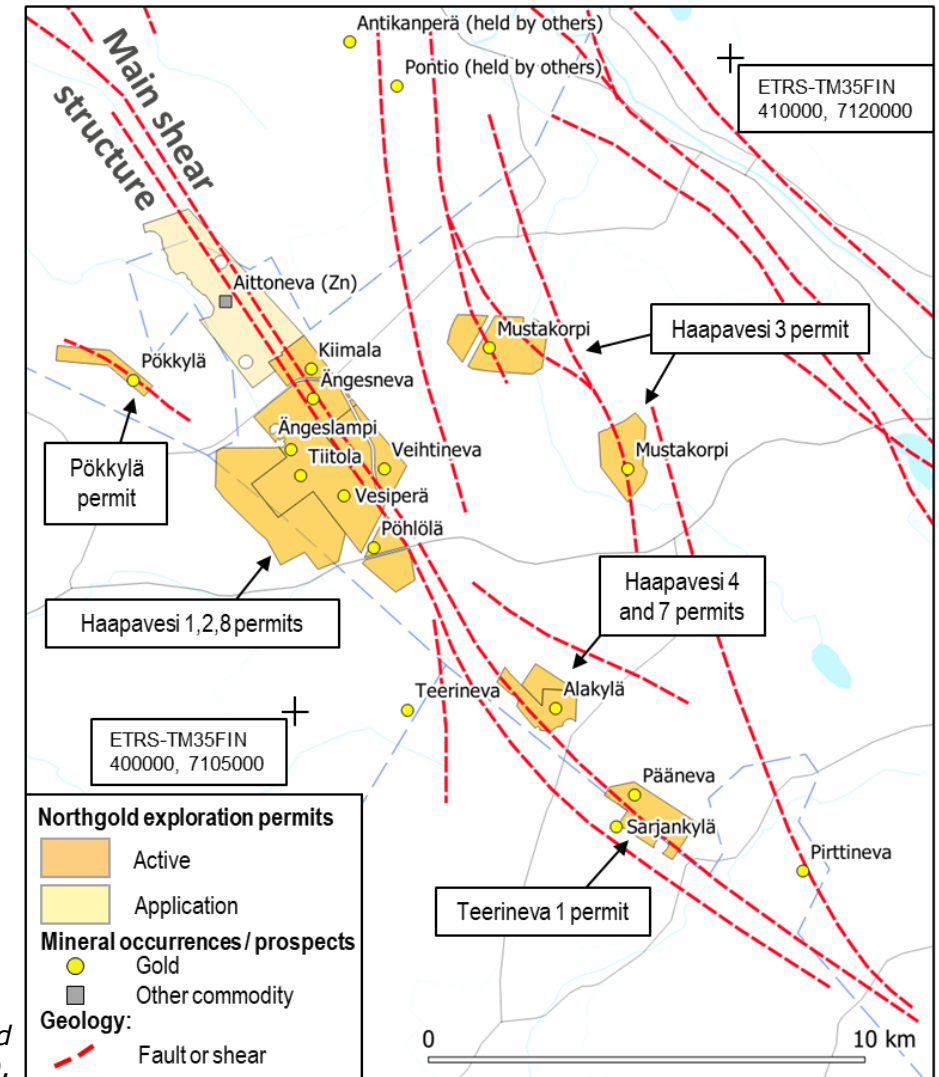 Antikanperä (held by others)
Pontio (held by others)
ETRS-TM35FIN
410000, 7120000
Main shear
structure
Aittoneva (Zn)
Mustakorpi
Haapavesi 3 permit
Kiimala
Pökkylä
Ängesneva
Ängeslampi
Veihtineva
Mustakorpi
Tiitola
Pökkylä
permit
Vesiperä
Pöhlölä
Haapavesi 4
and 7 permits
Haapavesi 1,2,8 permits
Teerineva
Alakylä
ETRS-TM35FIN
400000, 7105000
Pääneva
Sarjankylä
Pirttineva
Teerineva 1 permit
Northgold exploration permits
Active
Application
Mineral occurrences / prospects
Gold
Other commodity
Geology:
Fault or shear
0
10 km
d